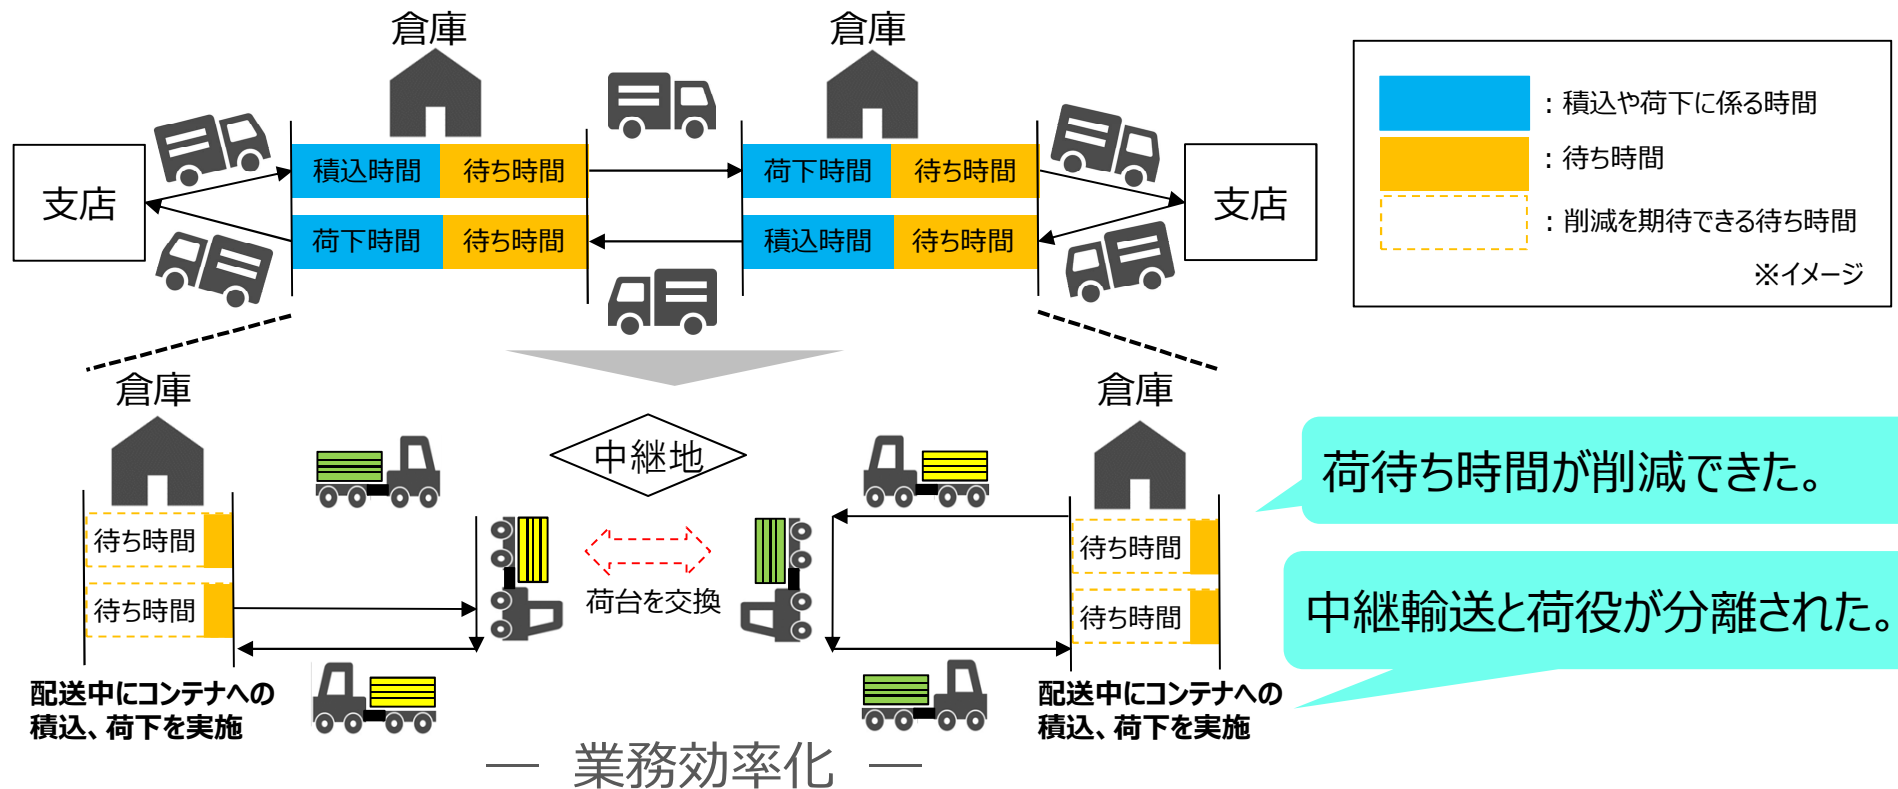 倉庫
倉庫
：積込や荷下に係る時間
：待ち時間
：削減を期待できる待ち時間
※イメージ
支店
積込時間
待ち時間
荷下時間
待ち時間
支店
荷下時間
待ち時間
積込時間
待ち時間
倉庫
倉庫
中継地
荷待ち時間が削減できた。
待ち時間
待ち時間
荷台を交換
待ち時間
待ち時間
中継輸送と荷役が分離された。
配送中にコンテナへの
積込、荷下を実施
配送中にコンテナへの
積込、荷下を実施
― 業務効率化 ―